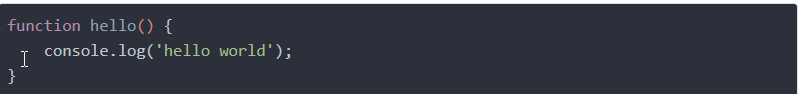 function hello() {
    console.log('hello world');
}